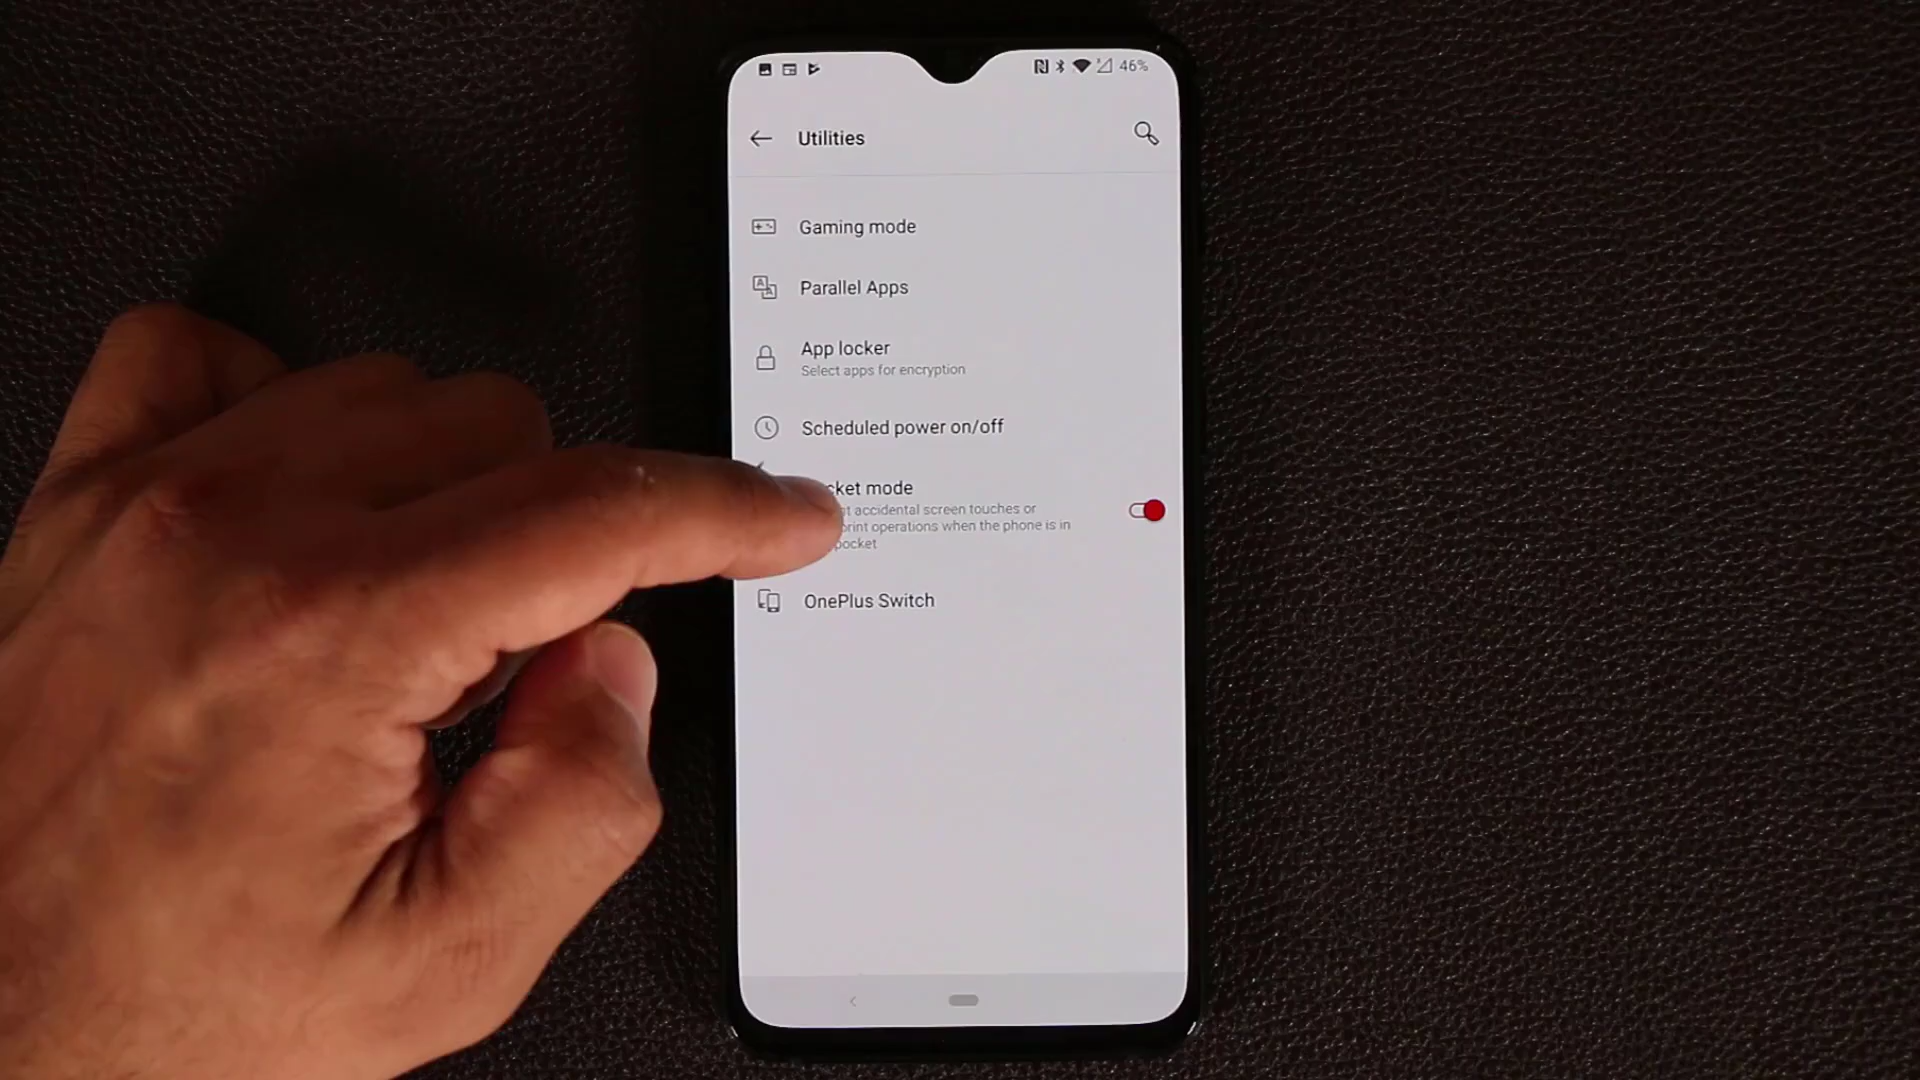 46%
Utilities
Gaming mode
Parallel Apps
App locker
Select apps for encryption
Scheduled power on/off
cket mode
accidental screen touches or
operations when the phone is in
pocket
OnePlus Switch